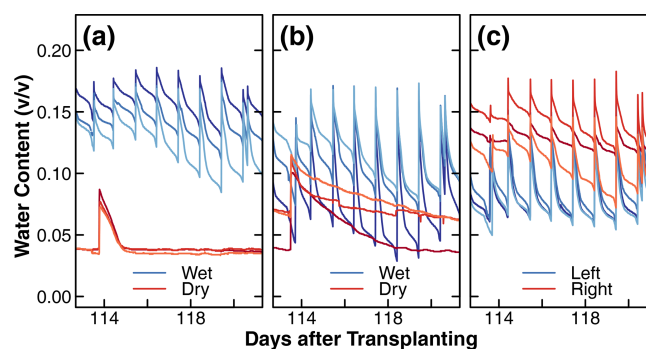 (a) (b) (c)
0.20
0.15
0.10
0.05
0.00
Water Content (v/v)
Wet Wet Left
Dry Dry Right
114 118 114 118 114 118
Days after Transplanting